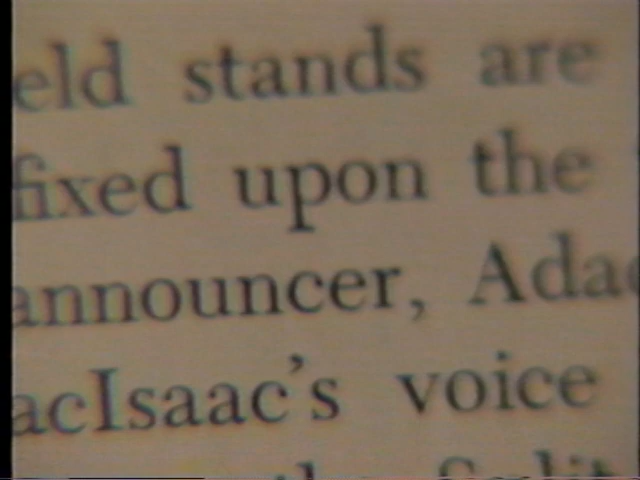 eld stands are
fixed upon the
announcer, Ada
acIsaac's voice